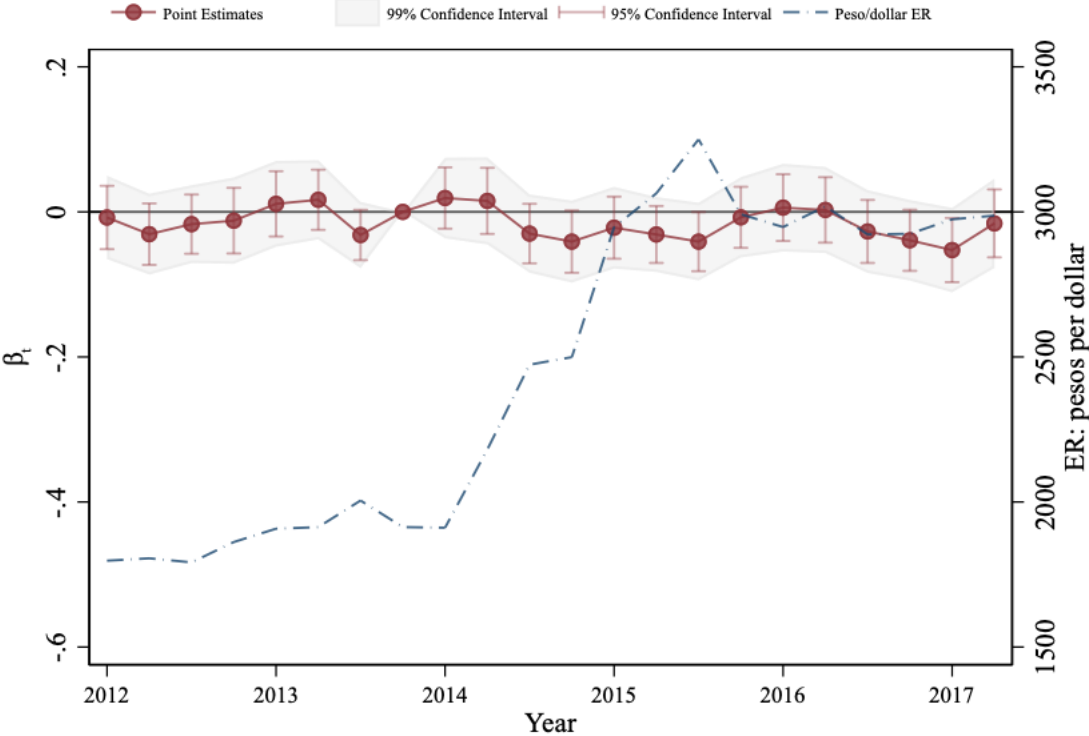 Point Estimates 99% Confidence Interval 95% Confidence Interval Peso/dollar ER
.2
0
-.2
-.4
-.6
βt
3500
3000
2500
2000
1500
ER: pesos per dollar
2012 2013 2014 2015 2016 2017
Year